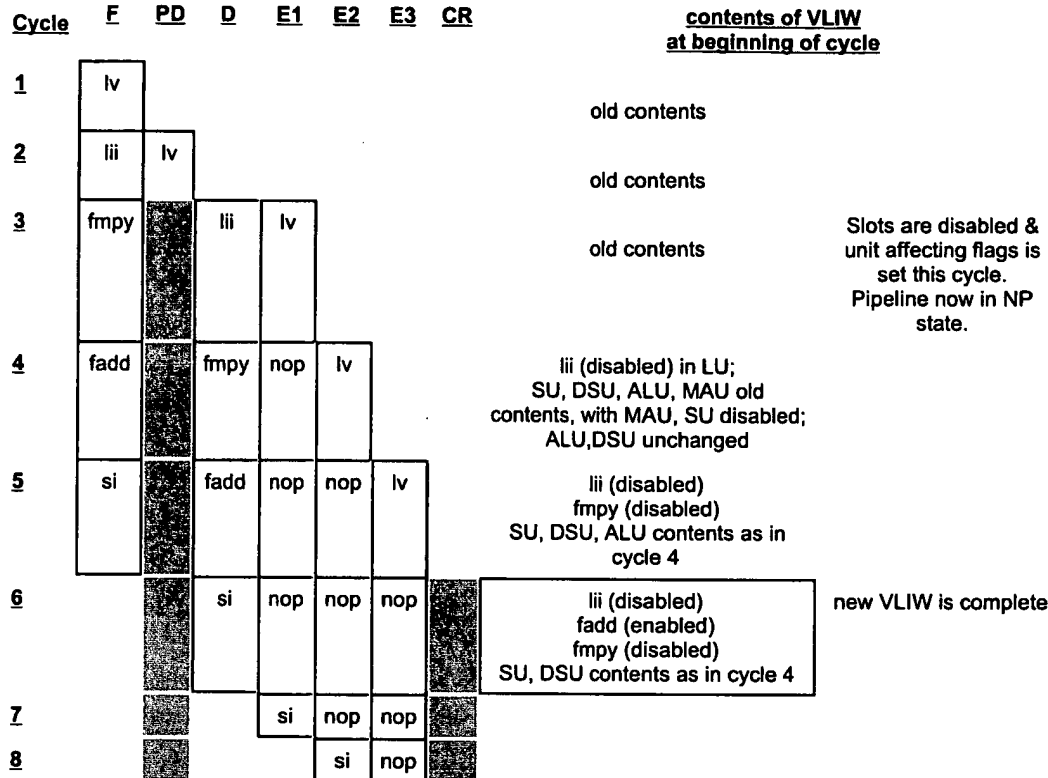 Cycle F PD D E1 E2 E3 CR contents of VLIW
at beginning of cycle
1 lv
old contents
2 lii lv
old contents
3 fmpy lii lv
old contents
Slots are disabled &
unit affecting flags is
set this cycle.
Pipeline now in NP
state.
4 fadd fmpy nop lv
lii (disabled) in LU;
SU, DSU, ALU, MAU old
contents, with MAU, SU disabled;
ALU,DSU unchanged
5 si fadd nop nop lv
lii (disabled)
fmpy (disabled)
SU, DSU, ALU contents as in
cycle 4
6 si nop nop nop
lii (disabled)
fadd (enabled)
fmpy (disabled)
SU, DSU contents as in cycle 4
new VLIW is complete
7 si nop nop
8 si nop